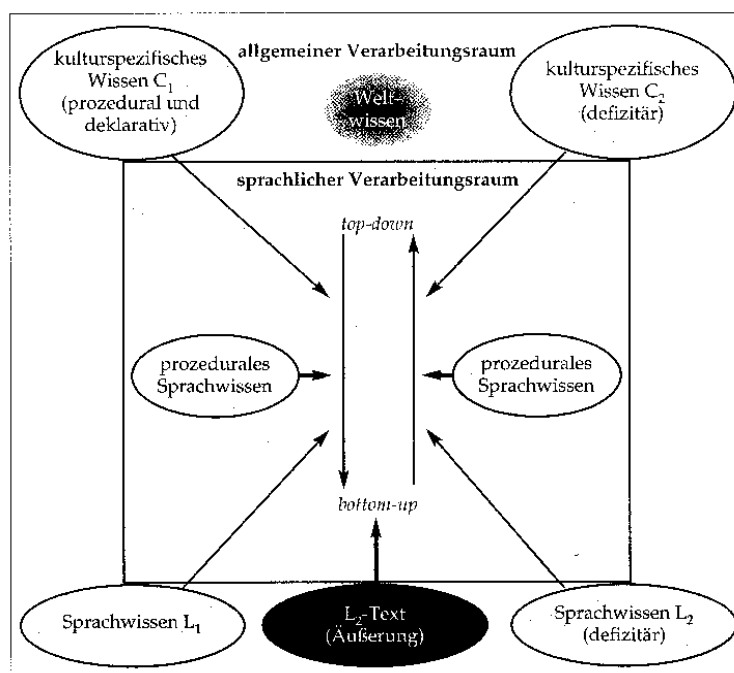 kulturspezifisches
Wissen C₁
(prozedural und
deklarativ)
allgemeiner Verarbeitungsraum
Welt-
wissen
kulturspezifisches
Wissen C₂
(defizitär)
sprachlicher Verarbeitungsraum
top-down
prozedurales
Sprachwissen
prozedurales
Sprachwissen
bottom-up
Sprachwissen L₁
L₂-Text
(Äußerung)
Sprachwissen L₂
(defizitär)